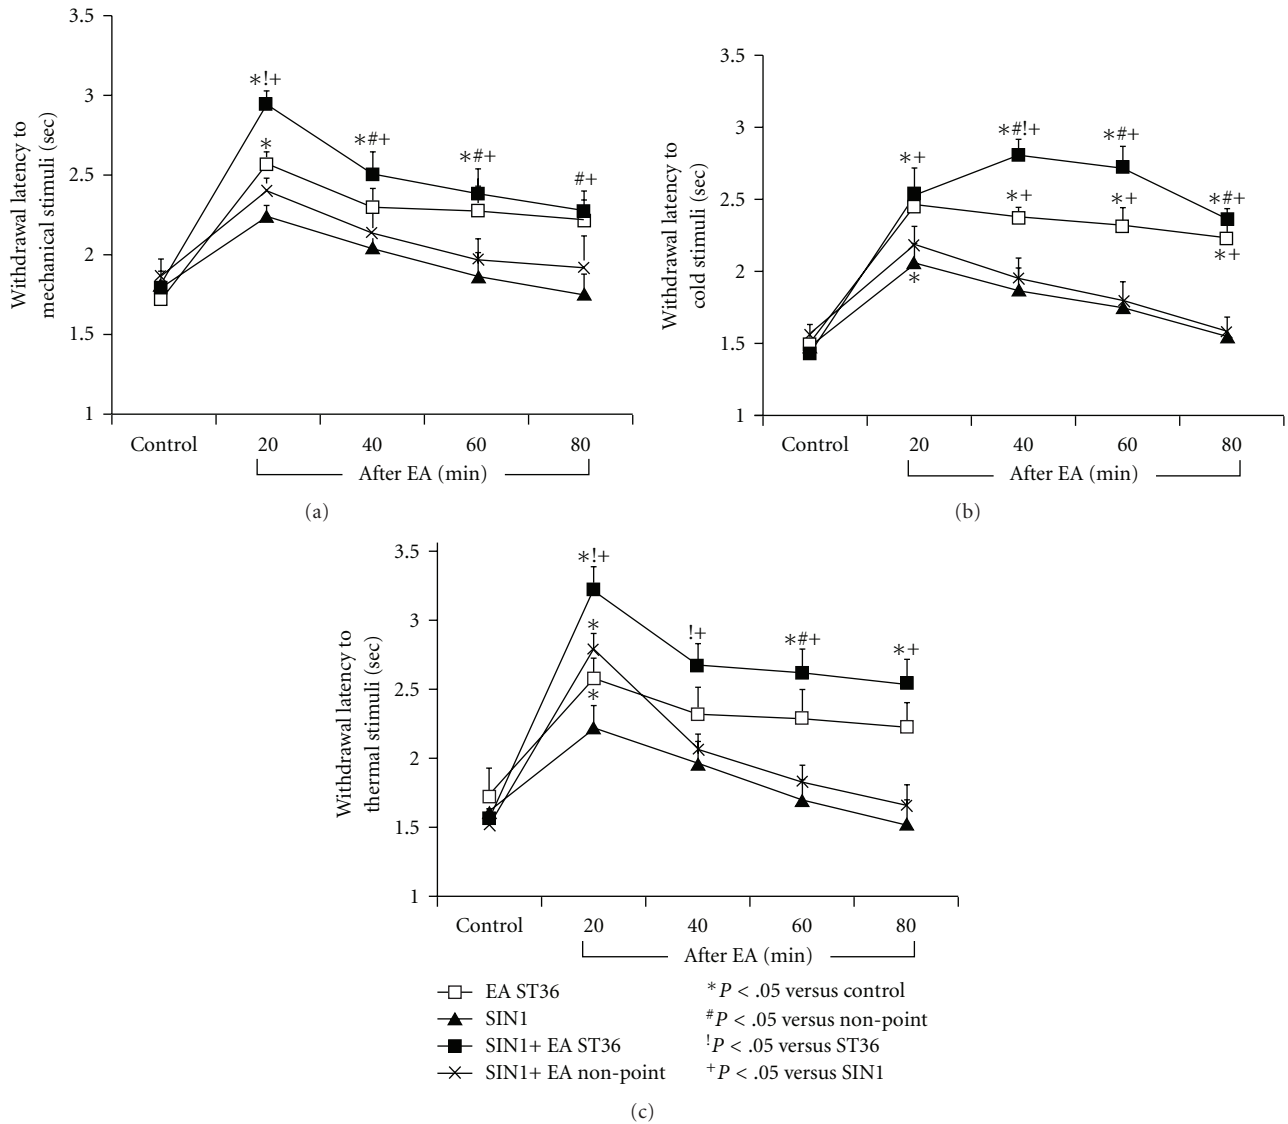 3.5
3
2.5
2
1.5
1
Withdrawal latency to
mechanical stimuli (sec)
∗!+
∗
∗#+
∗#+
#+
Control 20 40 60 80
After EA (min)
(a)
3.5
3
2.5
2
1.5
1
Withdrawal latency to
cold stimuli (sec)
∗+
∗
∗#!+
∗+
∗#+
∗+
∗#+
∗+
Control 20 40 60 80
After EA (min)
(b)
3.5
3
2.5
2
1.5
1
Withdrawal latency to
thermal stimuli (sec)
∗!+
∗
∗
!+
∗#+
∗+
Control 20 40 60 80
After EA (min)
EA ST36
SIN1
SIN1+ EA ST36
SIN1+ EA non-point
∗P < .05 versus control
#P < .05 versus non-point
!P < .05 versus ST36
+P < .05 versus SIN1
(c)